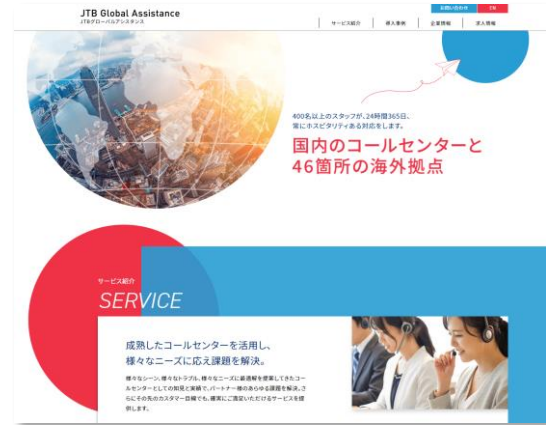 JTB Global Assistance
JTBグローバルアシスタンス
お問い合わせ
EN
サービス紹介
導入事例
企業情報
求人情報
400名以上のスタッフが、24時間365日、
常にホスピタリティある対応をします。
国内のコールセンターと
46箇所の海外拠点
サービス紹介
SERVICE
成熟したコールセンターを活用し、
様々なニーズに応え課題を解決。
様々なシーン、様々なトラブル、様々なニーズに最適解を提案してきたコー
ルセンターとしての知見と実績で、パートナー様のあらゆる課題を解決。さ
らにその先のカスタマー目線でも、確実にご満足いただけるサービスを提
供します。